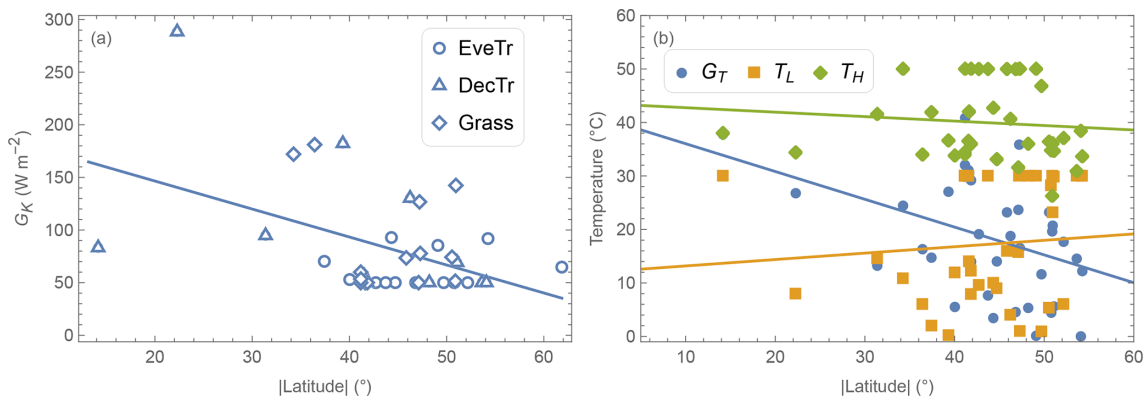 (a)
EveTr
DecTr
Grass
G_K (W m⁻²)
300
250
200
150
100
50
0
20 30 40 50 60
|Latitude| (°)
(b)
G_T T_L T_H
Temperature (°C)
60
50
40
30
20
10
0
10 20 30 40 50 60
|Latitude| (°)